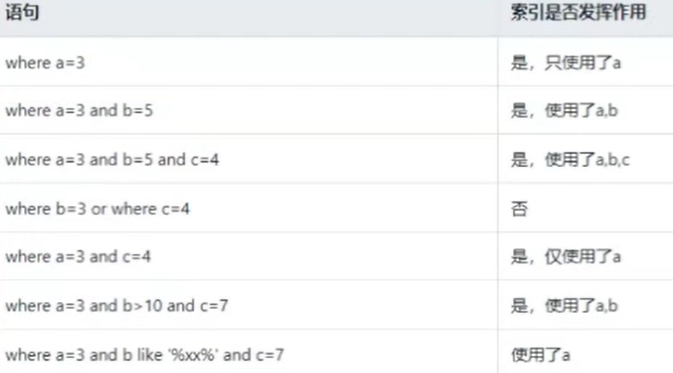 语句 索引是否发挥作用
where a=3 是，只使用了a
where a=3 and b=5 是，使用了a,b
where a=3 and b=5 and c=4 是，使用了a,b,c
where b=3 or where c=4 否
where a=3 and c=4 是，仅使用了a
where a=3 and b>10 and c=7 是，使用了a,b
where a=3 and b like '%xx%' and c=7 使用了a